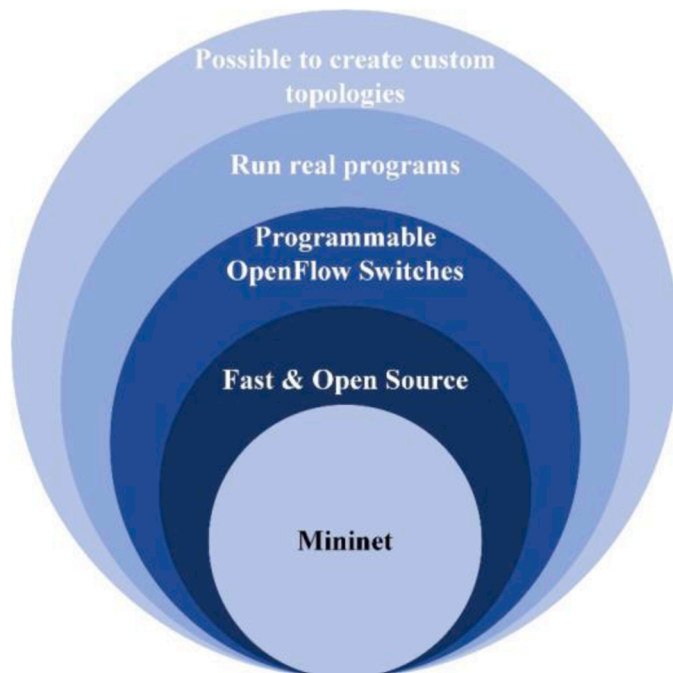 Possible to create custom
topologies
Run real programs
Programmable
OpenFlow Switches
Fast & Open Source
Mininet